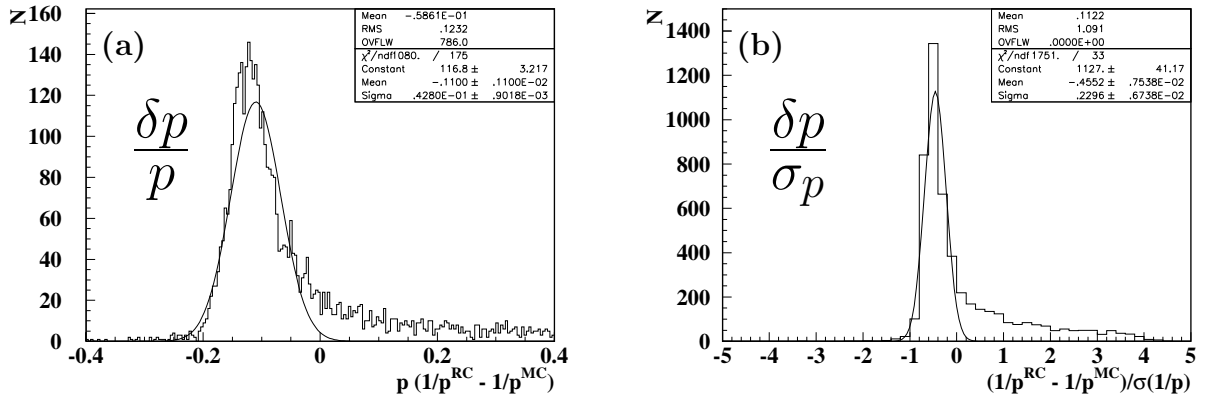 N
160
140
120
100
80
60
40
20
0
(a)
δp
p
Mean -.5861E-01
RMS .1232
OVFLW 786.0
χ²/ndf1080. / 175
Constant 116.8 ± 3.217
Mean -.1100 ± .1100E-02
Sigma .4280E-01 ± .9018E-03
-0.4 -0.2 0 0.2 0.4
p (1/p^RC - 1/p^MC)
N
1400
1200
1000
800
600
400
200
0
(b)
δp
σp
Mean .1122
RMS 1.091
OVFLW .0000E+00
χ²/ndf1751. / 33
Constant 1127. ± 41.17
Mean -.4552 ± .7538E-02
Sigma .2296 ± .6738E-02
-5 -4 -3 -2 -1 0 1 2 3 4 5
(1/p^RC - 1/p^MC)/σ(1/p)